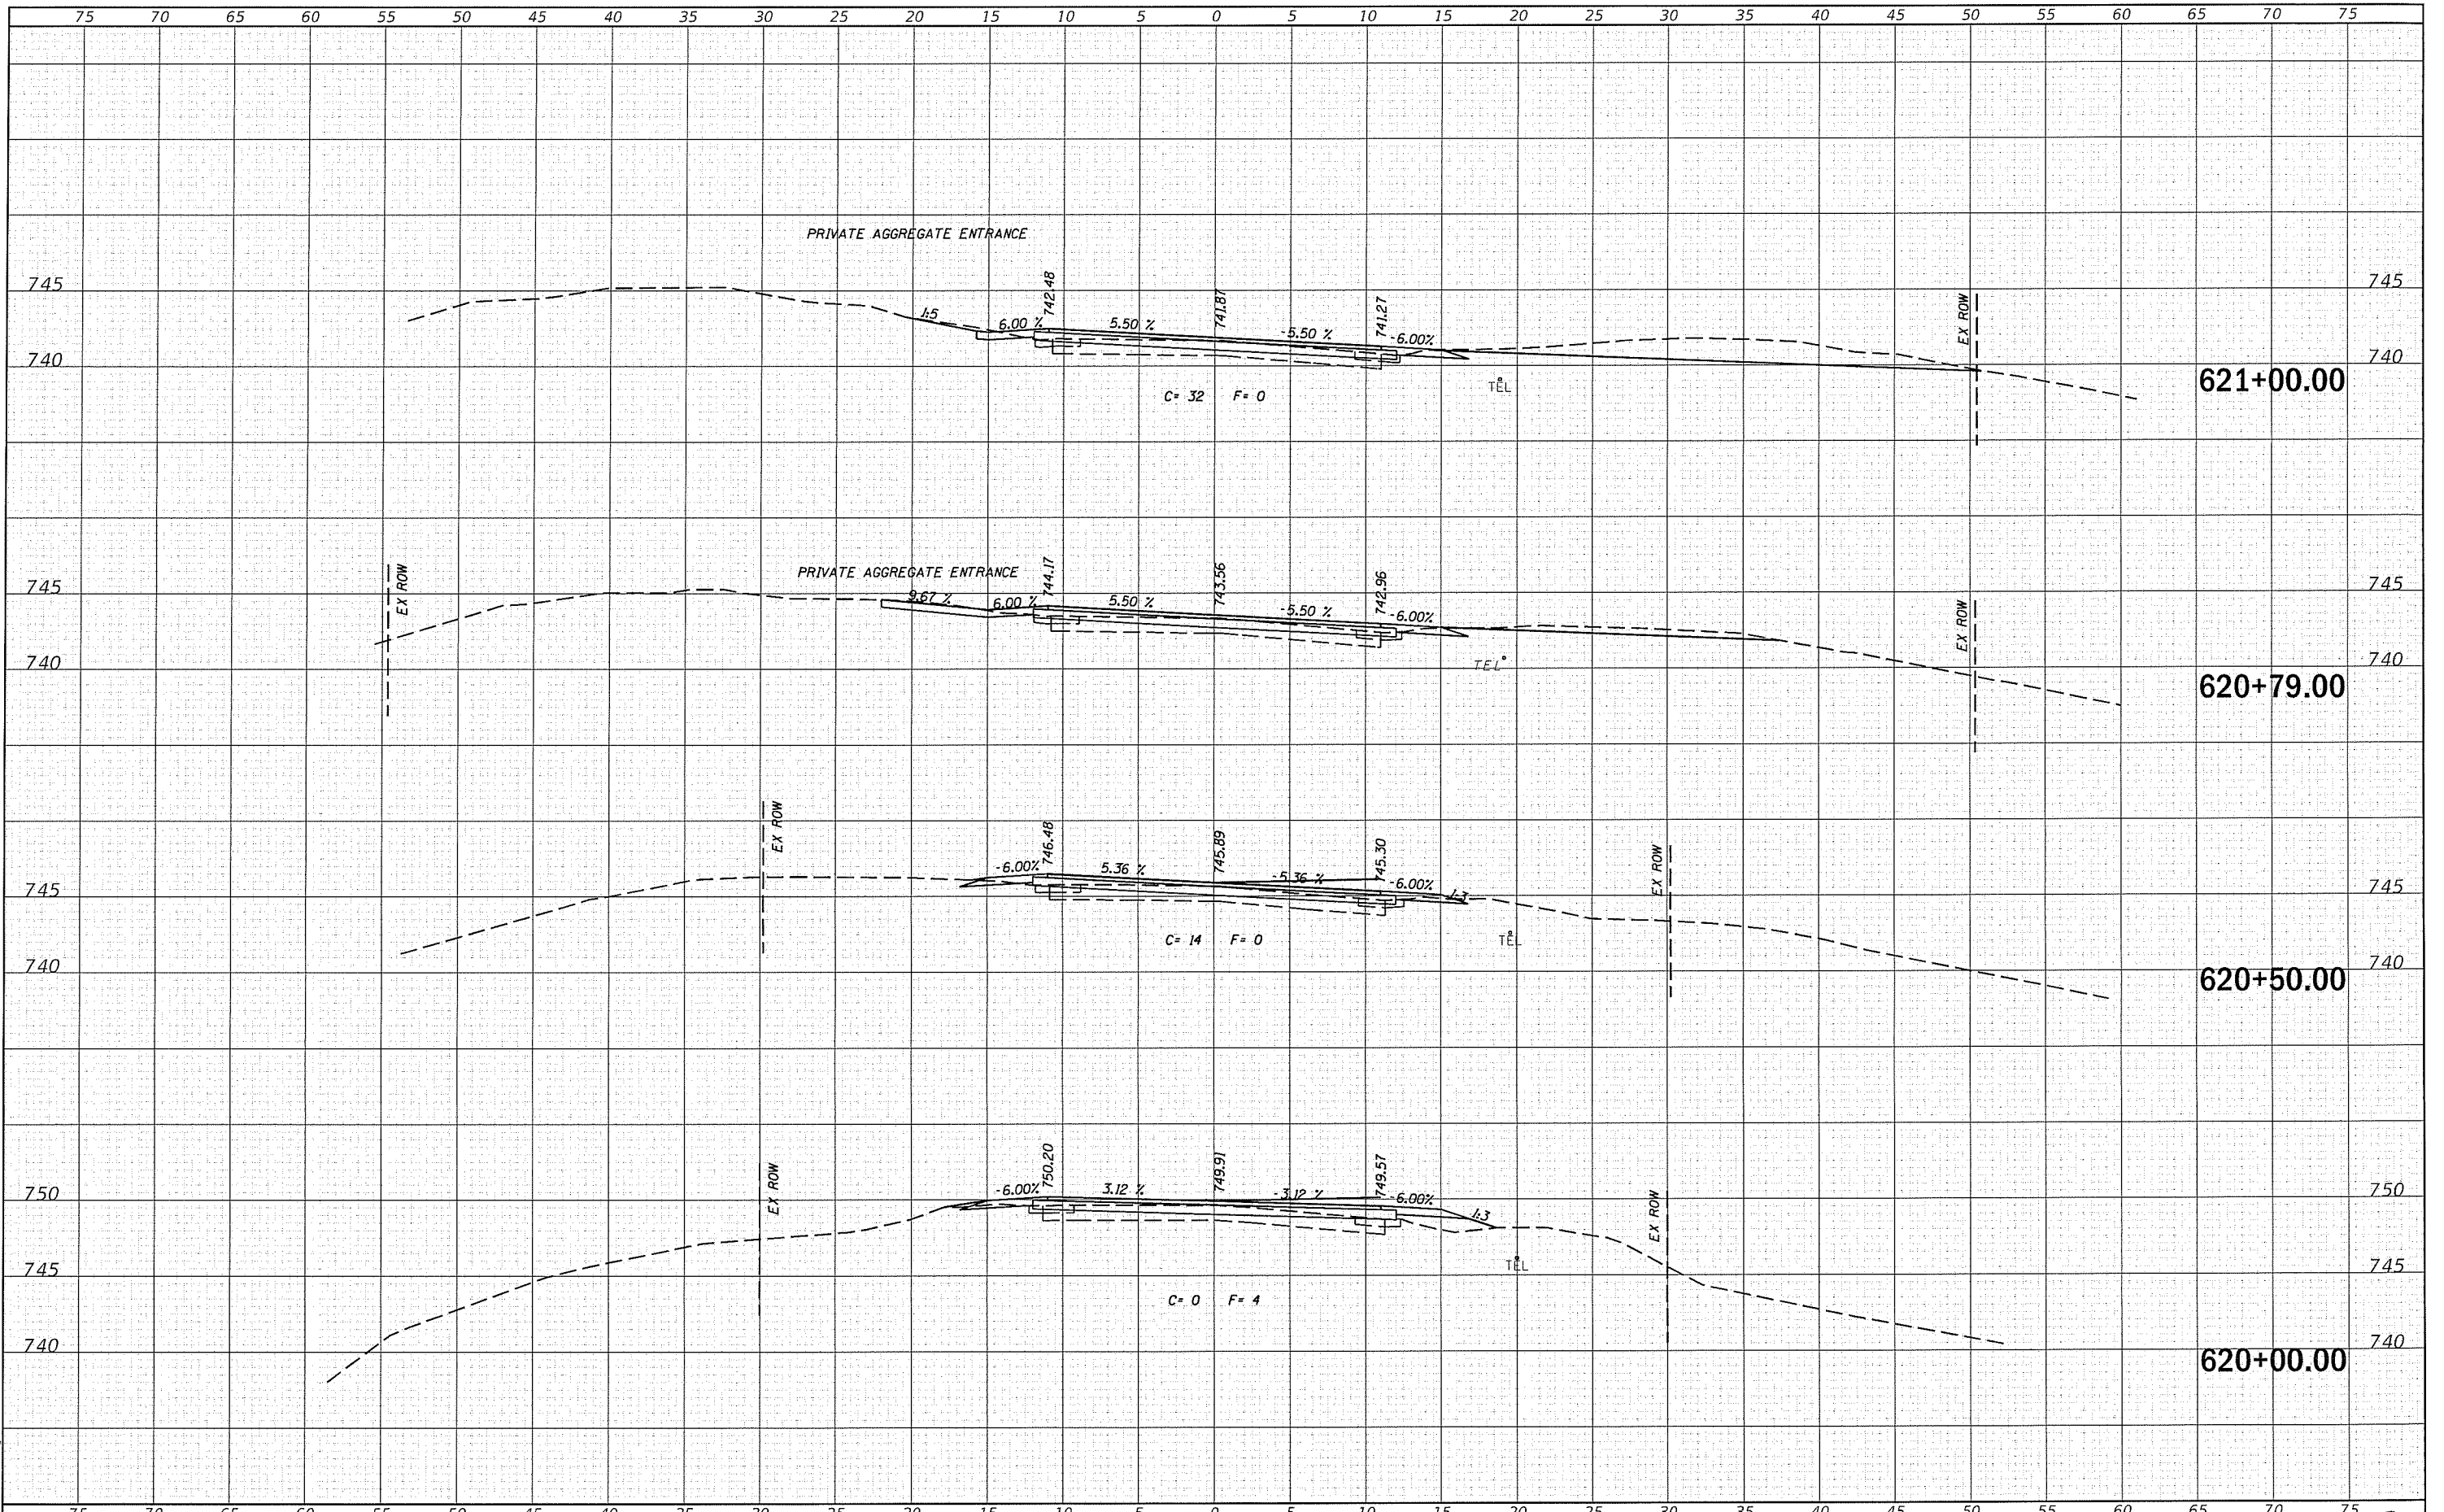 75 70 65 60 55 50 45 40 35 30 25 20 15 10 5 0 5 10 15 20 25 30 35 40 45 50 55 60 65 70 75
PRIVATE AGGREGATE ENTRANCE
745 742.48 741.87 741.27 EX ROW 745
1:5 6.00 % 5.50 % -5.50 % -6.00%
740 740
TEL
621+00.00
C= 32 F= 0
PRIVATE AGGREGATE ENTRANCE
745 EX ROW 744.17 743.56 742.96 EX ROW 745
9.67 % 6.00 % 5.50 % -5.50 % -6.00%
740 TEL 740
620+79.00
EX ROW 746.48 745.89 745.30 EX ROW
-6.00% 5.36 % -5.36 % -6.00% 1:3
745 745
C= 14 F= 0 TEL
740 740
620+50.00
EX ROW 750.20 749.91 749.57 EX ROW
750 -6.00% 3.12 % -3.12 % -6.00% 750
1:3
745 TEL 745
C= 0 F= 4
740 740
620+00.00
75 70 65 60 55 50 45 40 35 30 25 20 15 10 5 0 5 10 15 20 25 30 35 40 45 50 55 60 65 70 75